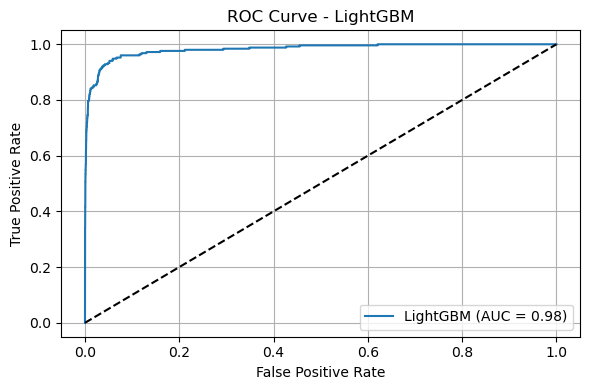 ROC Curve - LightGBM
True Positive Rate
1.0
0.8
0.6
0.4
0.2
0.0
LightGBM (AUC = 0.98)
0.0 0.2 0.4 0.6 0.8 1.0
False Positive Rate